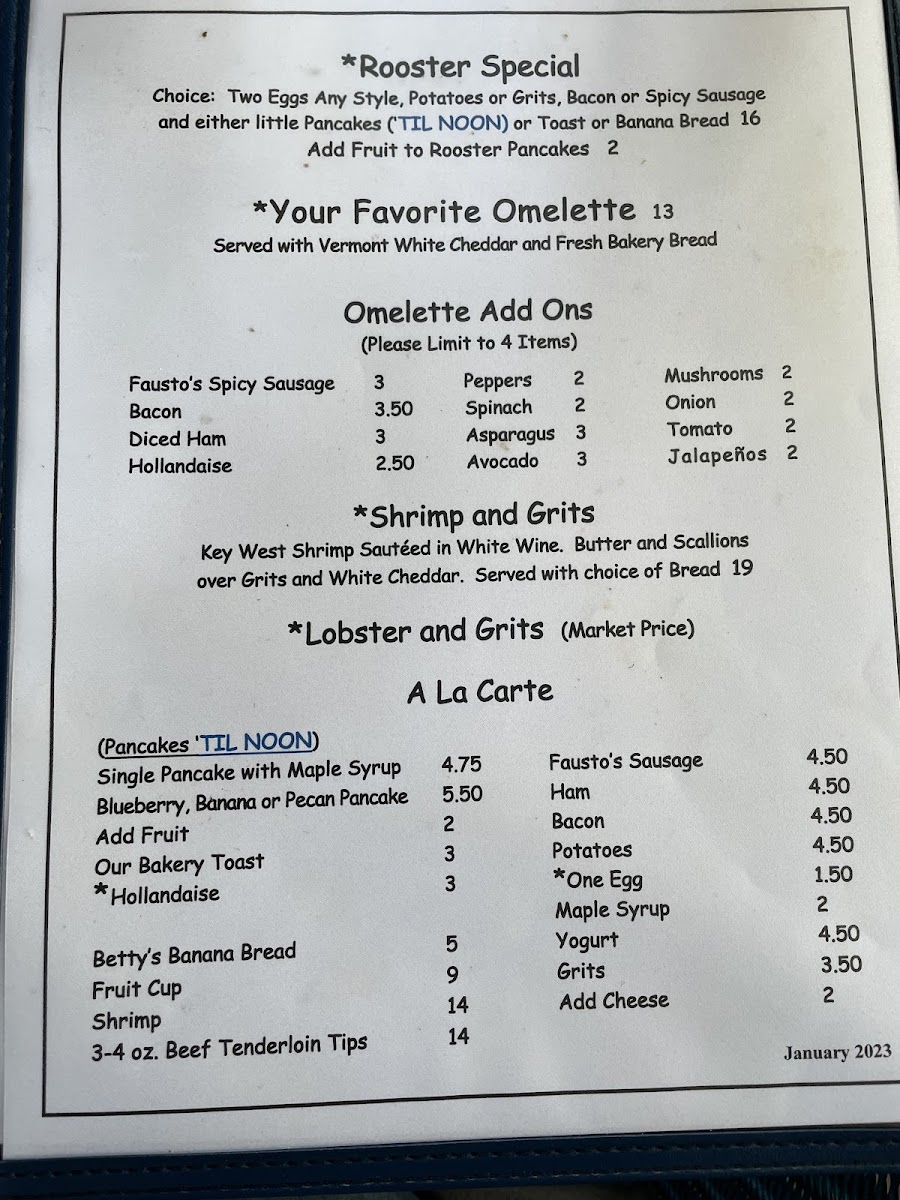 *Rooster Special
Choice: Two Eggs Any Style, Potatoes or Grits, Bacon or Spicy Sausage
and either little Pancakes ('TIL NOON) or Toast or Banana Bread 16
Add Fruit to Rooster Pancakes 2
*Your Favorite Omelette 13
Served with Vermont White Cheddar and Fresh Bakery Bread
Omelette Add Ons
(Please Limit to 4 Items)
Fausto's Spicy Sausage 3 Peppers 2 Mushrooms 2
Bacon 3.50 Spinach 2 Onion 2
Diced Ham 3 Asparagus 3 Tomato 2
Hollandaise 2.50 Avocado 3 Jalapeños 2
*Shrimp and Grits
Key West Shrimp Sautéed in White Wine. Butter and Scallions
over Grits and White Cheddar. Served with choice of Bread 19
*Lobster and Grits (Market Price)
A La Carte
(Pancakes 'TIL NOON)
Single Pancake with Maple Syrup 4.75
Blueberry, Banana or Pecan Pancake 5.50
Add Fruit 2
Our Bakery Toast 3
*Hollandaise 3
Betty's Banana Bread 5
Fruit Cup 9
Shrimp 14
3-4 oz. Beef Tenderloin Tips 14
Fausto's Sausage 4.50
Ham 4.50
Bacon 4.50
Potatoes 4.50
*One Egg 1.50
Maple Syrup 2
Yogurt 4.50
Grits 3.50
Add Cheese 2
January 2023